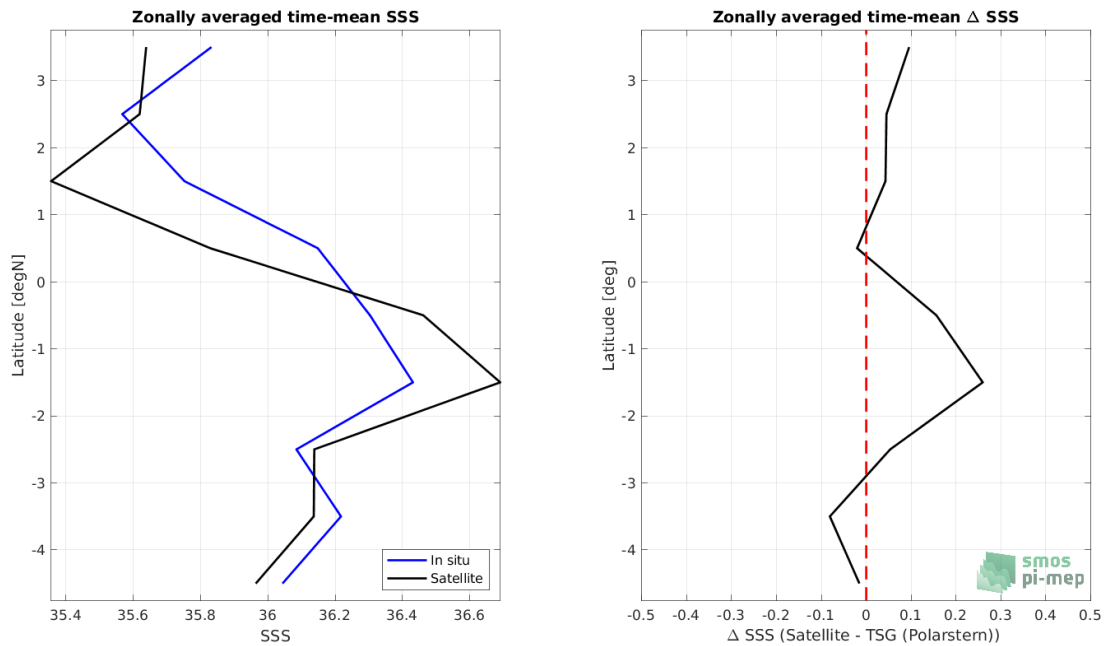 Zonally averaged time-mean SSS
3
2
1
0
-1
-2
-3
-4
Latitude [degN]
35.4 35.6 35.8 36 36.2 36.4 36.6
SSS
In situ
Satellite
Zonally averaged time-mean Δ SSS
3
2
1
0
-1
-2
-3
-4
Latitude [deg]
-0.5 -0.4 -0.3 -0.2 -0.1 0 0.1 0.2 0.3 0.4 0.5
Δ SSS (Satellite - TSG (Polarstern))
smos
pi-mep